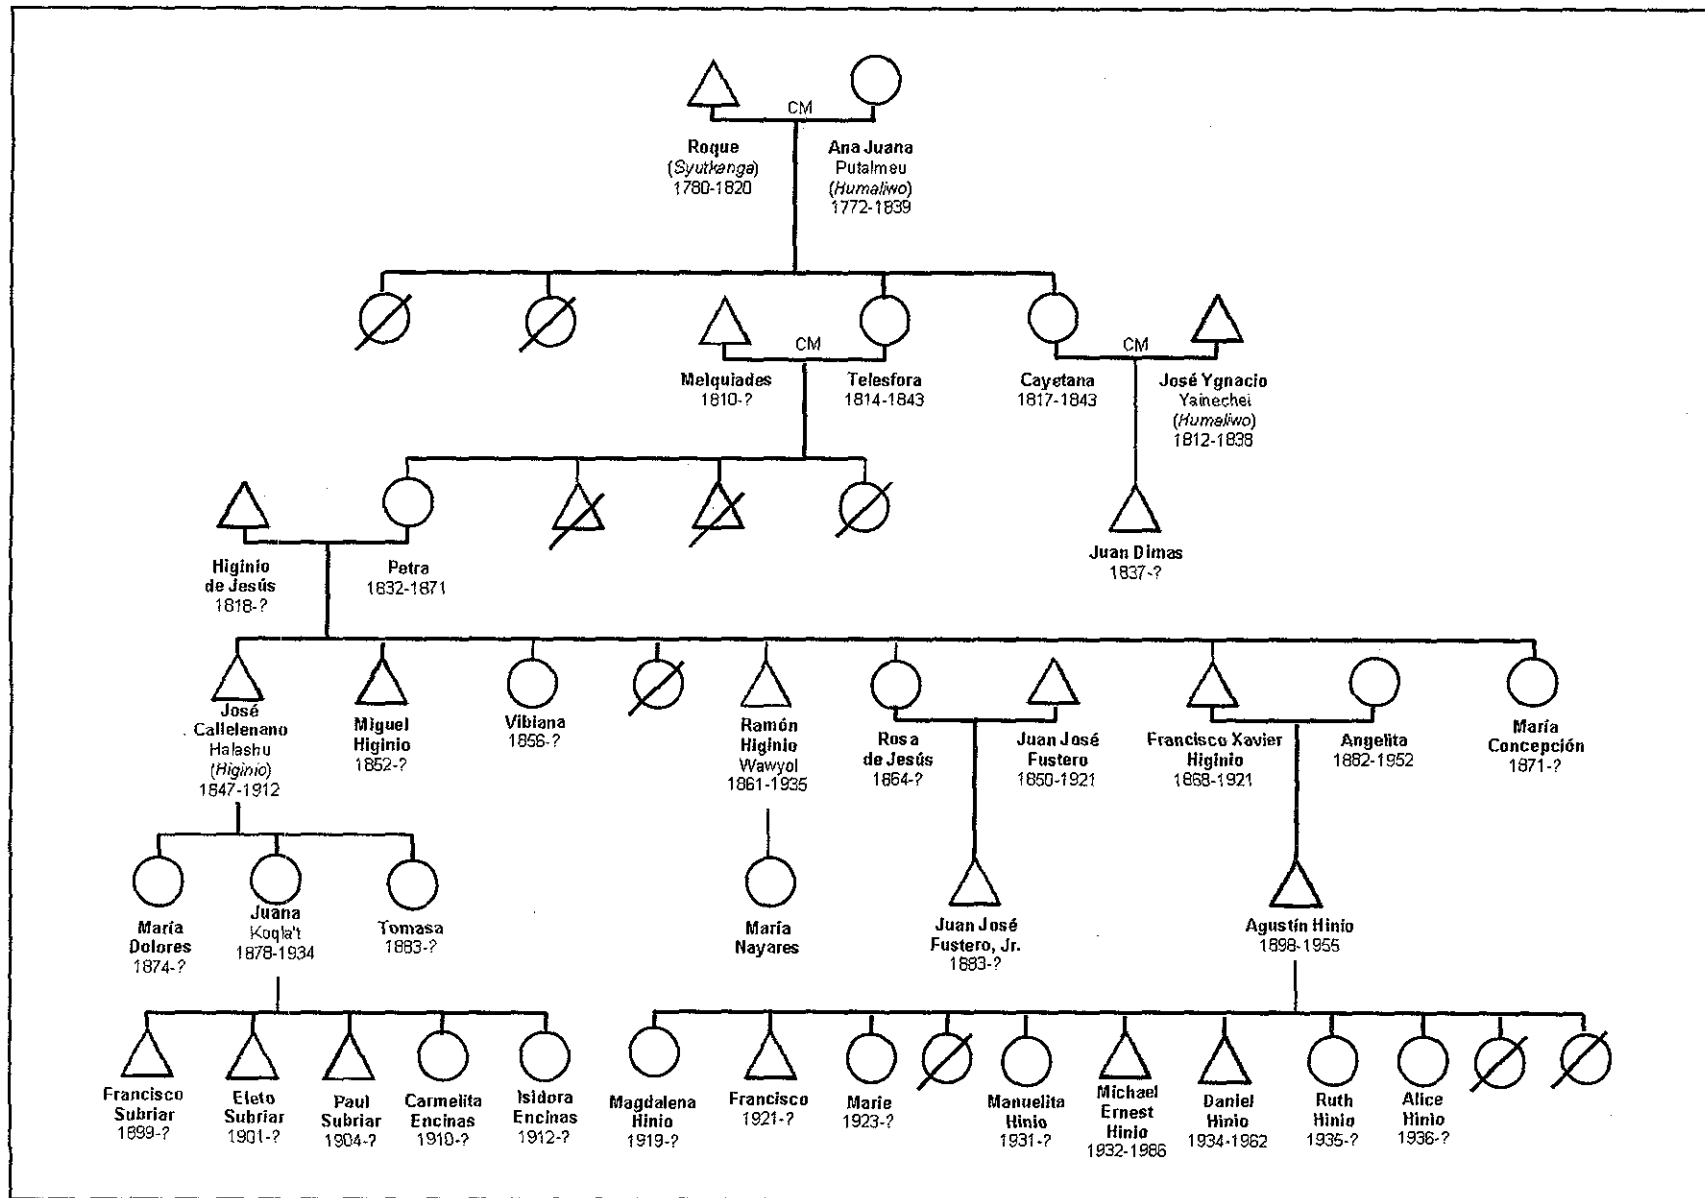 CM
Roque
(Syutkanga)
1780-1820
Ana Juana
Putalmeu
(Humaliwo)
1772-1839
CM
CM
Melquiades
1810-?
Telesfora
1814-1843
Cayetana
1817-1843
José Ygnacio
Yainechei
(Humaliwo)
1812-1838
Higinio
de Jesús
1818-?
Petra
1832-1871
Juan Dimas
1837-?
José
Callelenano
Halashu
(Higinio)
1847-1912
Miguel
Higinio
1852-?
Vibiana
1856-?
Ramón
Higinio
Wawyol
1861-1935
Rosa
de Jesús
1864-?
Juan José
Fustero
1850-1921
Francisco Xavier
Higinio
1868-1921
Angelita
1882-1952
María
Concepción
1871-?
María
Dolores
1874-?
Juana
Koqla't
1878-1934
Tomasa
1883-?
María
Nayares
Juan José
Fustero, Jr.
1883-?
Agustín Hinio
1898-1955
Francisco
Subriar
1899-?
Eleto
Subriar
1901-?
Paul
Subriar
1904-?
Carmelita
Encinas
1910-?
Isidora
Encinas
1912-?
Magdalena
Hinio
1919-?
Francisco
1921-?
Marie
1923-?
Manuelita
Hinio
1931-?
Michael
Ernest
Hinio
1932-1986
Daniel
Hinio
1934-1962
Ruth
Hinio
1935-?
Alice
Hinio
1936-?